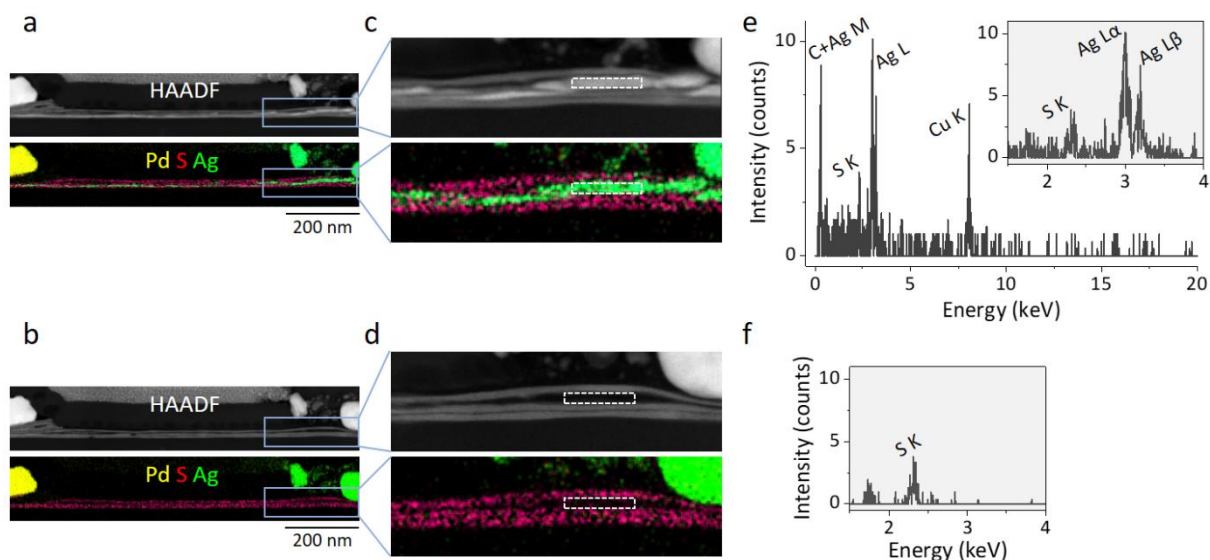 a
HAADF
Pd S Ag
200 nm
c
e
C+Ag M
Ag L
S K
Cu K
10
5
0
Intensity (counts)
0
5
10
15
20
Energy (keV)
10
5
0
S K
Ag Lα
Ag Lβ
2
3
4
b
HAADF
Pd S Ag
200 nm
d
f
10
5
0
Intensity (counts)
S K
2
3
4
Energy (keV)